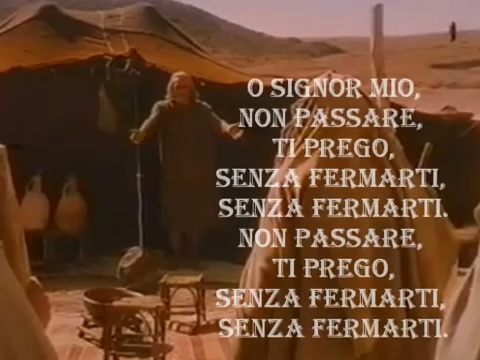 O SIGNOR MIO,
NON PASSARE,
TI PREGO,
SENZA FERMARTI,
SENZA FERMARTI.
NON PASSARE,
TI PREGO,
SENZA FERMARTI,
SENZA FERMARTI.